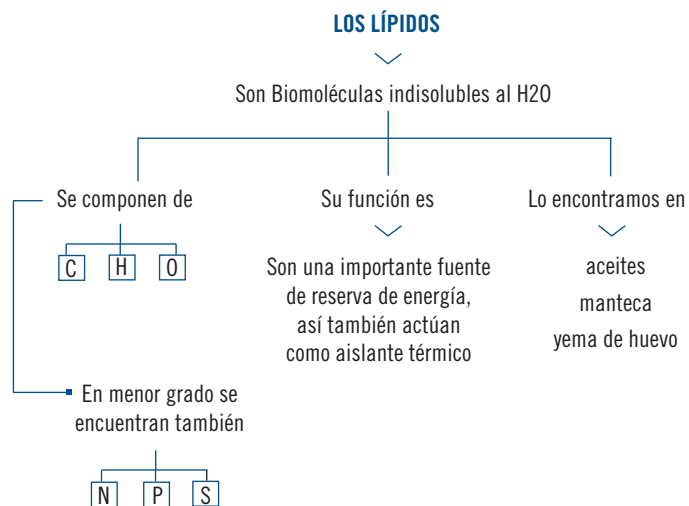 LOS LÍPIDOS
Son Biomoléculas indisolubles al H2O
Se componen de
C H O
En menor grado se
encuentran también
N P S
Su función es
Son una importante fuente
de reserva de energía,
así también actúan
como aislante térmico
Lo encontramos en
aceites
manteca
yema de huevo